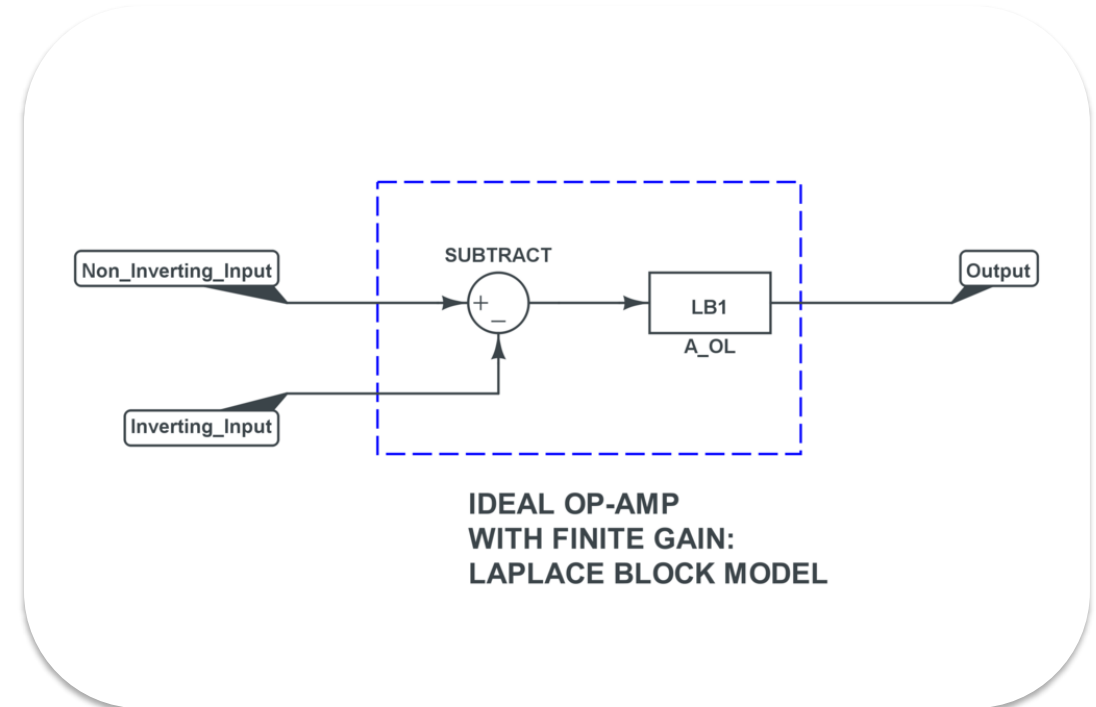 SUBTRACT
Non_Inverting_Input
Output
+
LB1
−
A_OL
Inverting_Input
IDEAL OP-AMP
WITH FINITE GAIN:
LAPLACE BLOCK MODEL